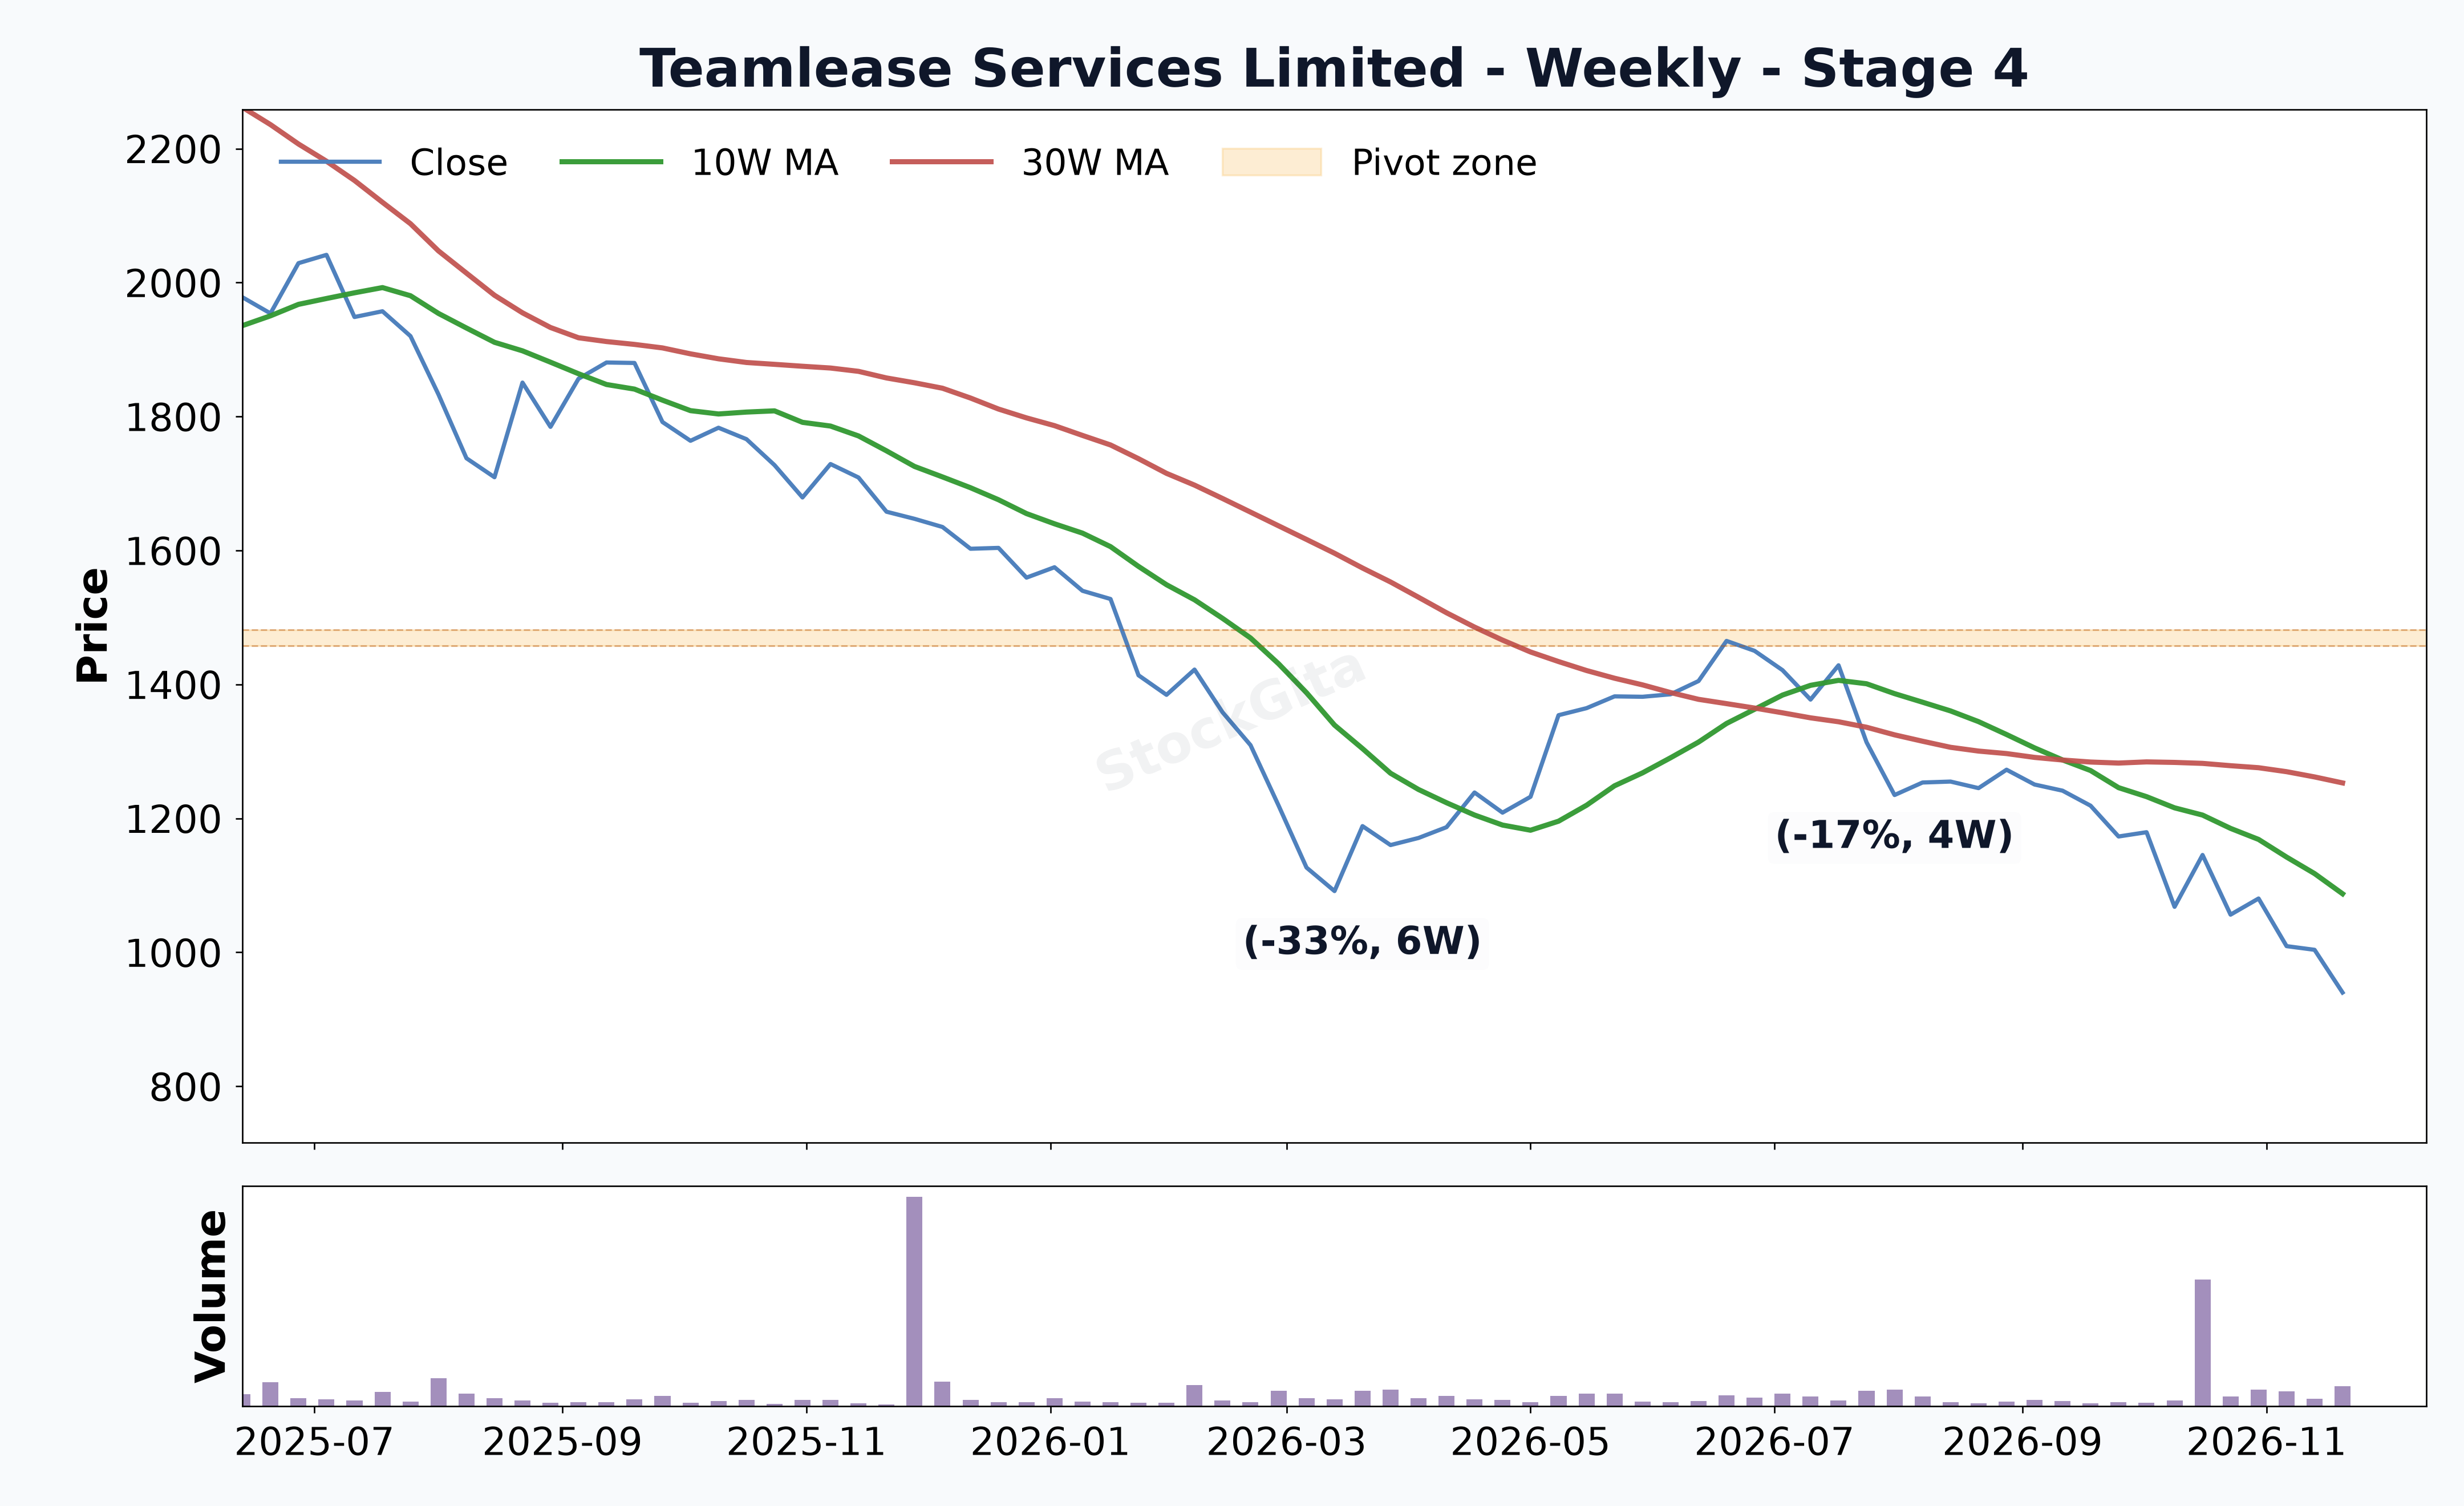 Teamlease Services Limited - Weekly - Stage 4
Close 10W MA 30W MA Pivot zone
Price
2200
2000
1800
1600
1400
1200
1000
800
StockGita
(-33%, 6W)
(-17%, 4W)
Volume
2025-07 2025-09 2025-11 2026-01 2026-03 2026-05 2026-07 2026-09 2026-11